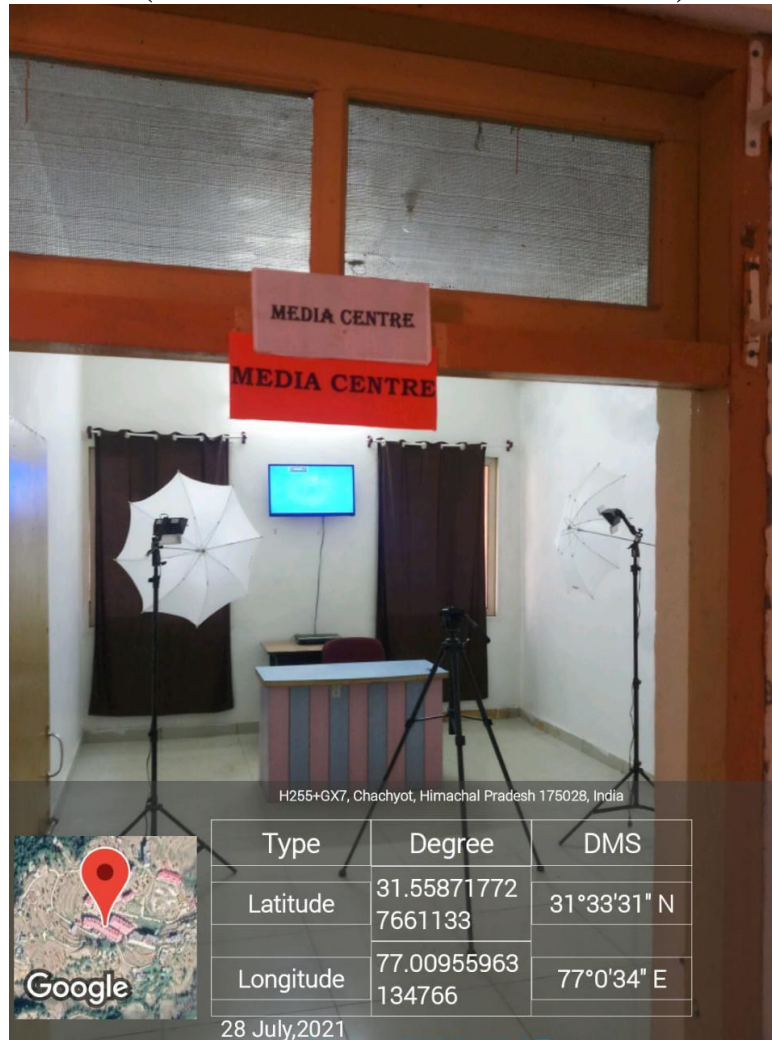 MEDIA CENTRE
MEDIA CENTRE
H255+GX7, Chachyot, Himachal Pradesh 175028, India
Type Degree DMS
Latitude 31.55871772 7661133 31°33'31" N
Longitude 77.00955963 134766 77°0'34" E
Google
28 July,2021